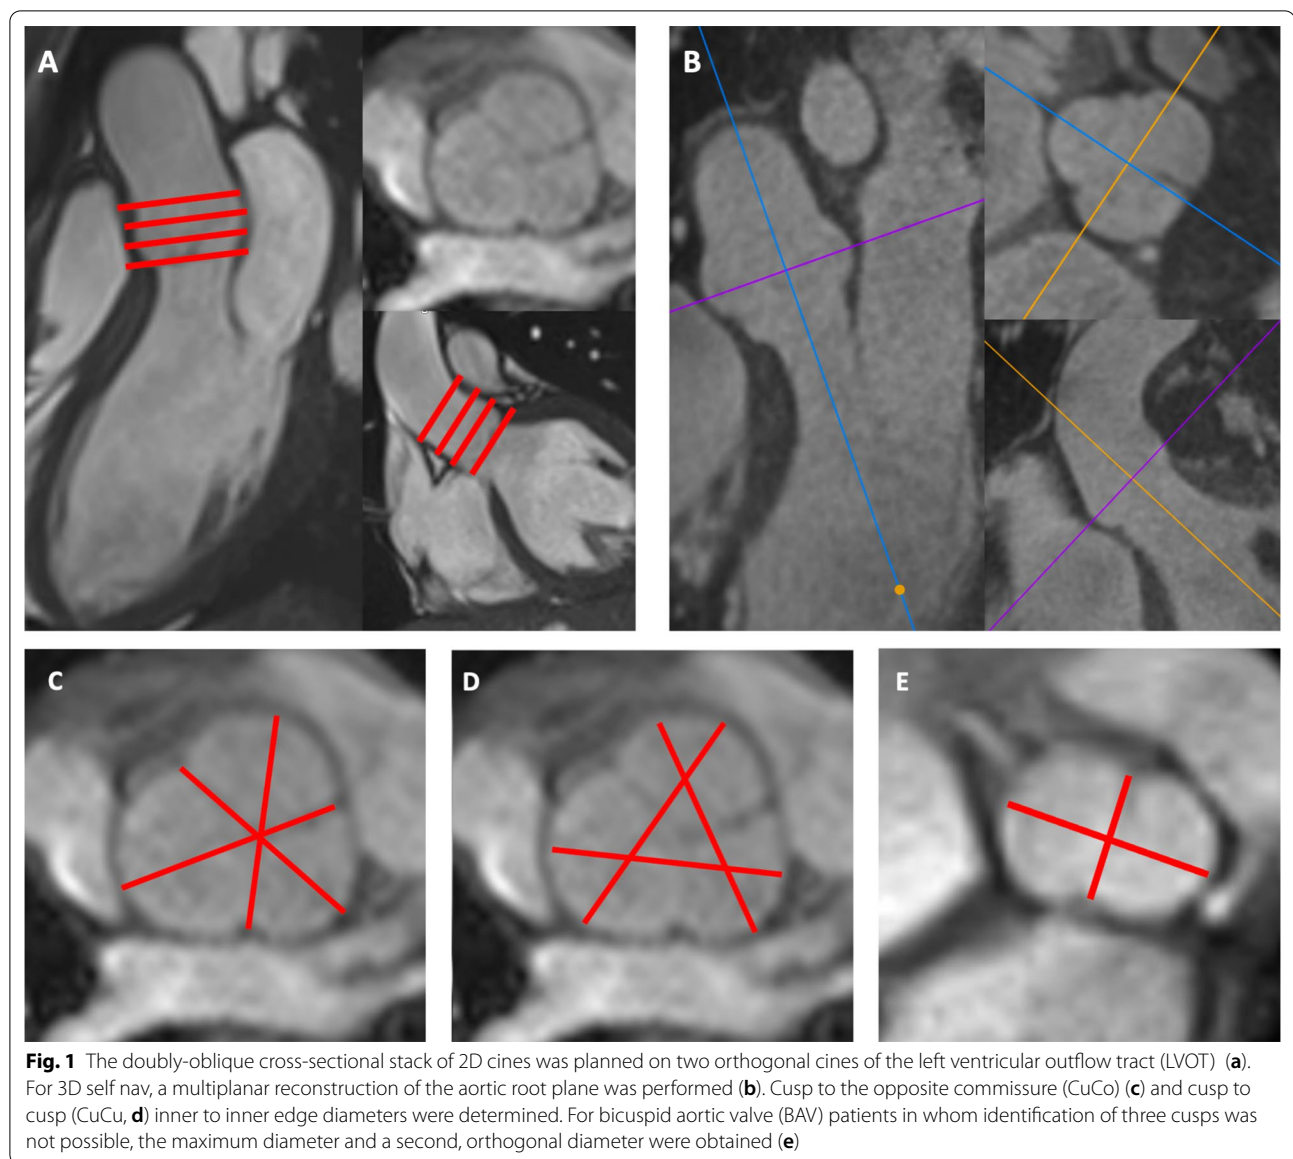 A
B
C
D
E
Fig. 1 The doubly-oblique cross-sectional stack of 2D cines was planned on two orthogonal cines of the left ventricular outflow tract (LVOT) (a).
For 3D self nav, a multiplanar reconstruction of the aortic root plane was performed (b). Cusp to the opposite commissure (CuCo) (c) and cusp to
cusp (CuCu, d) inner to inner edge diameters were determined. For bicuspid aortic valve (BAV) patients in whom identification of three cusps was
not possible, the maximum diameter and a second, orthogonal diameter were obtained (e)